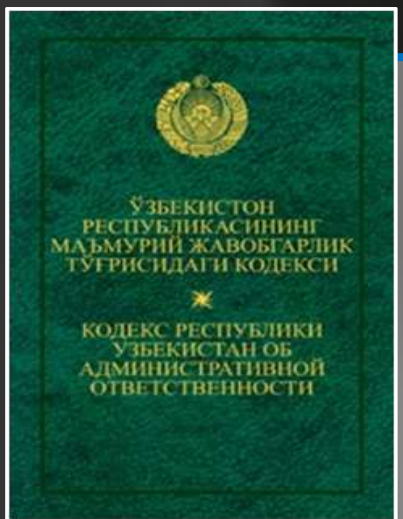 ЎЗБЕКИСТОН
РЕСПУБЛИКАСИНИНГ
МАЪМУРИЙ ЖАВОБГАРЛИК
ТЎҒРИСИДАГИ КОДЕКСИ
КОДЕКС РЕСПУБЛИКИ
УЗБЕКИСТАН ОБ
АДМИНИСТРАТИВНОЙ
ОТВЕТСТВЕННОСТИ